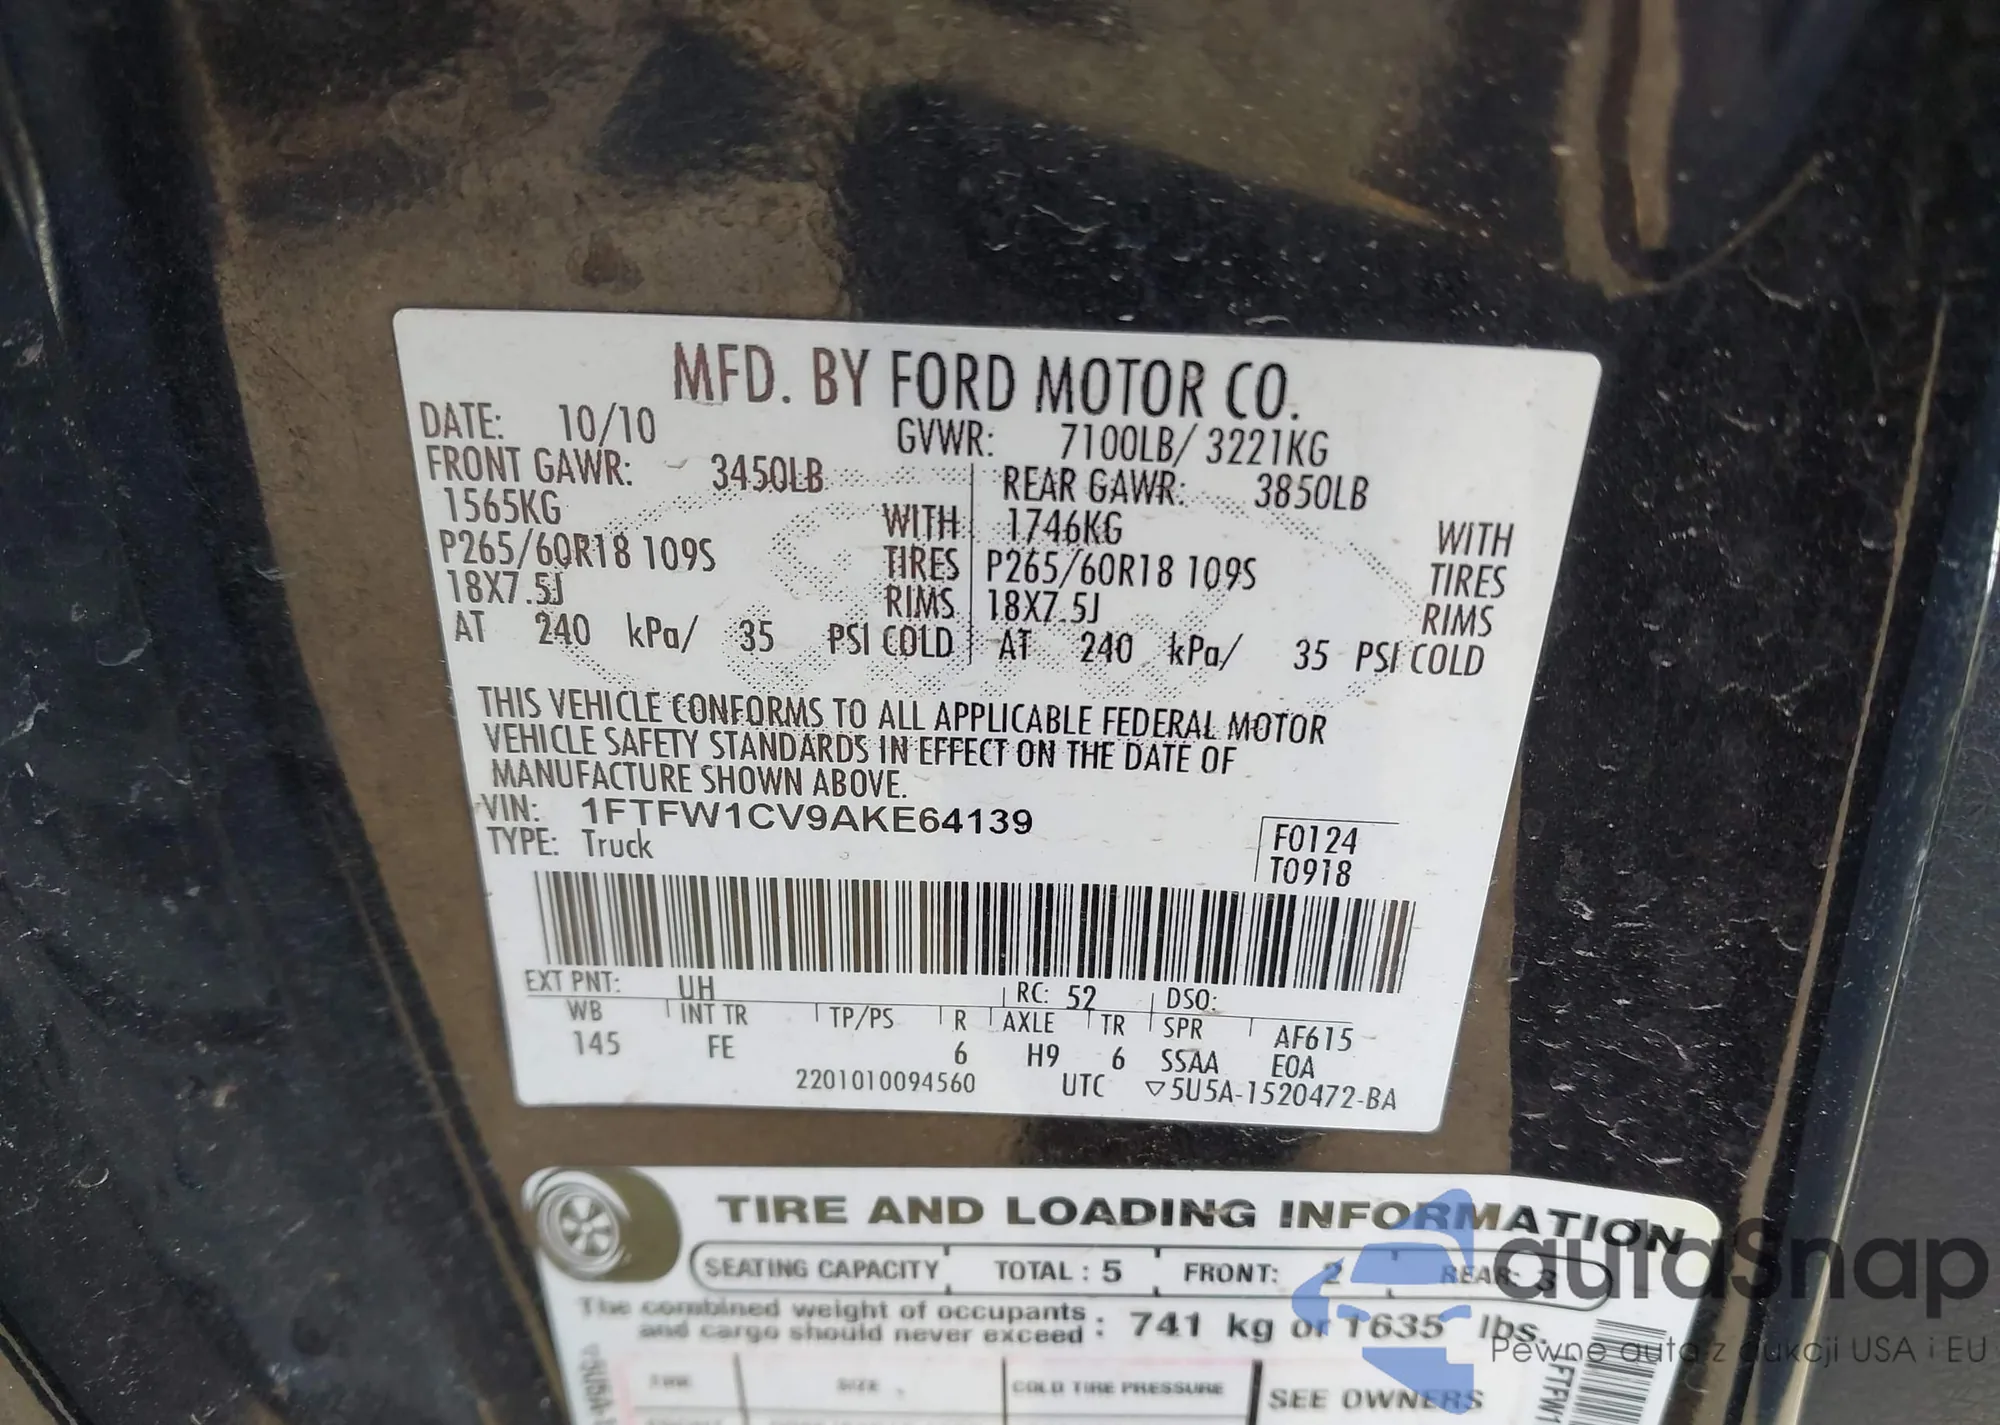 MFD. BY FORD MOTOR CO.
DATE: 10/10 GVWR: 7100LB/ 3221KG
FRONT GAWR: 3450LB REAR GAWR: 3850LB
1565KG WITH 1746KG WITH
P265/60R18 109S TIRES P265/60R18 109S TIRES
18X7.5J RIMS 18X7.5J RIMS
AT 240 kPa/ 35 PSI COLD AT 240 kPa/ 35 PSI COLD
THIS VEHICLE CONFORMS TO ALL APPLICABLE FEDERAL MOTOR
VEHICLE SAFETY STANDARDS IN EFFECT ON THE DATE OF
MANUFACTURE SHOWN ABOVE.
VIN: 1FTFW1CV9AKE64139
TYPE: Truck
F0124
T0918
EXT PNT: UH RC: 52 DSO:
WB INT TR TP/PS R AXLE TR SPR AF615
145 FE 6 H9 6 SSAA EOA
2201010094560 UTC ▽5U5A-1520472-BA
TIRE AND LOADING INFORMATION
SEATING CAPACITY TOTAL : 5 FRONT: 2 REAR: 3
The combined weight of occupants
and cargo should never exceed : 741 kg or 1635 lbs.
TIRE SIZE COLD TIRE PRESSURE SEE OWNERS
autaSnap
Pewne auta z aukcji USA i EU